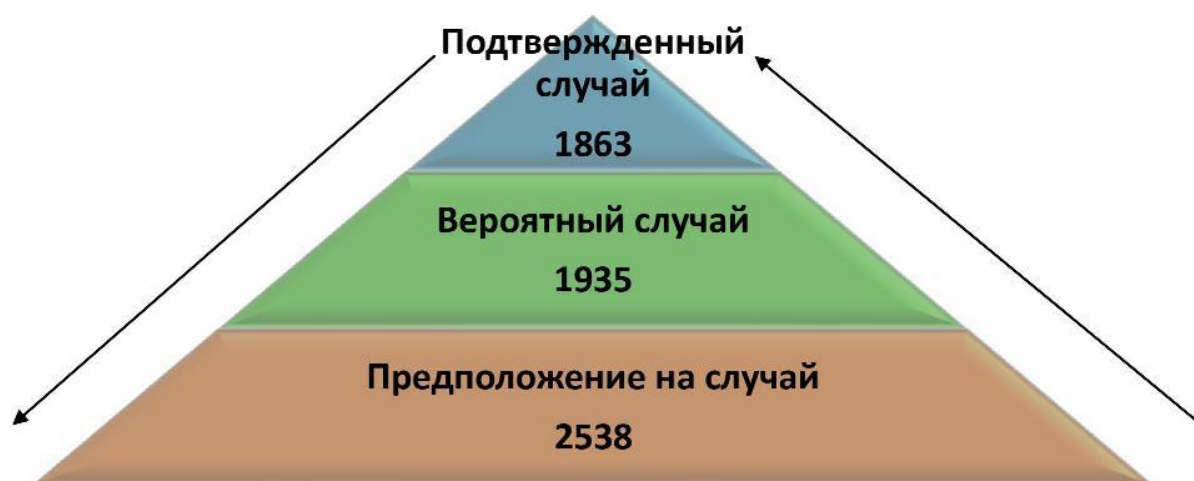 Подтвержденный
случай
1863
Вероятный случай
1935
Предположение на случай
2538